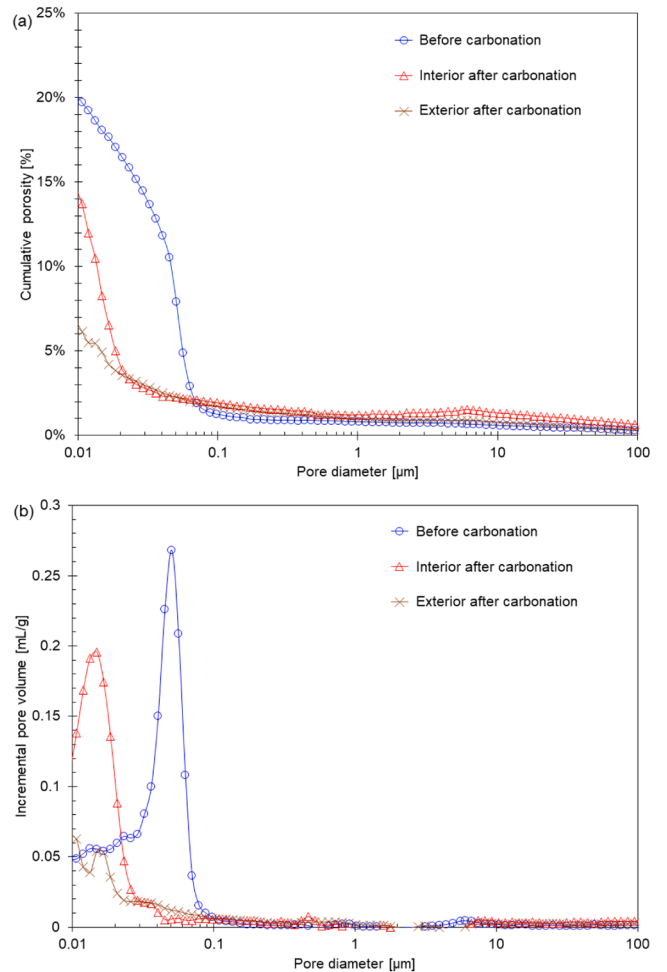 (a)
25%
20%
15%
10%
5%
0%
Cumulative porosity [%]
Before carbonation
Interior after carbonation
Exterior after carbonation
0.01 0.1 1 10 100
Pore diameter [µm]
(b)
0.3
0.25
0.2
0.15
0.1
0.05
0
Incremental pore volume [mL/g]
Before carbonation
Interior after carbonation
Exterior after carbonation
0.01 0.1 1 10 100
Pore diameter [µm]